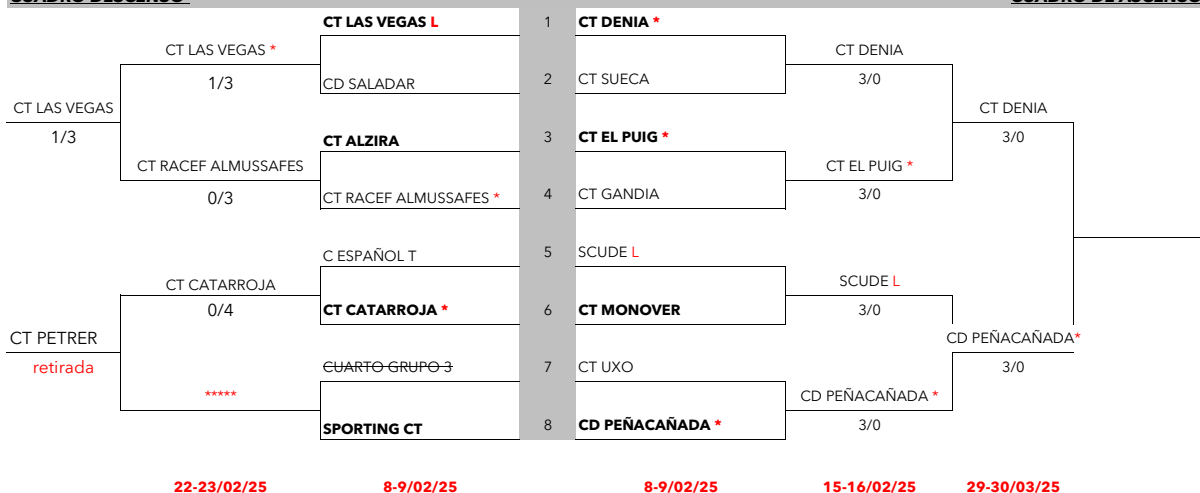 CUADRO DESCENSO
CUADRO DE ASCENSO
CT LAS VEGAS L
1
CT DENIA *
CT LAS VEGAS *
CT DENIA
1/3
CD SALADAR
2
CT SUECA
3/0
CT LAS VEGAS
CT DENIA
1/3
CT ALZIRA
3
CT EL PUIG *
3/0
CT RACEF ALMUSSAFES
CT EL PUIG *
0/3
CT RACEF ALMUSSAFES *
4
CT GANDIA
3/0
C ESPAÑOL T
5
SCUDE L
CT CATARROJA
SCUDE L
0/4
CT CATARROJA *
6
CT MONOVER
3/0
CT PETRER
CD PEÑACAÑADA*
retirada
CUARTO GRUPO 3
7
CT UXO
3/0
*****
CD PEÑACAÑADA *
SPORTING CT
8
CD PEÑACAÑADA *
3/0
22-23/02/25
8-9/02/25
8-9/02/25
15-16/02/25
29-30/03/25